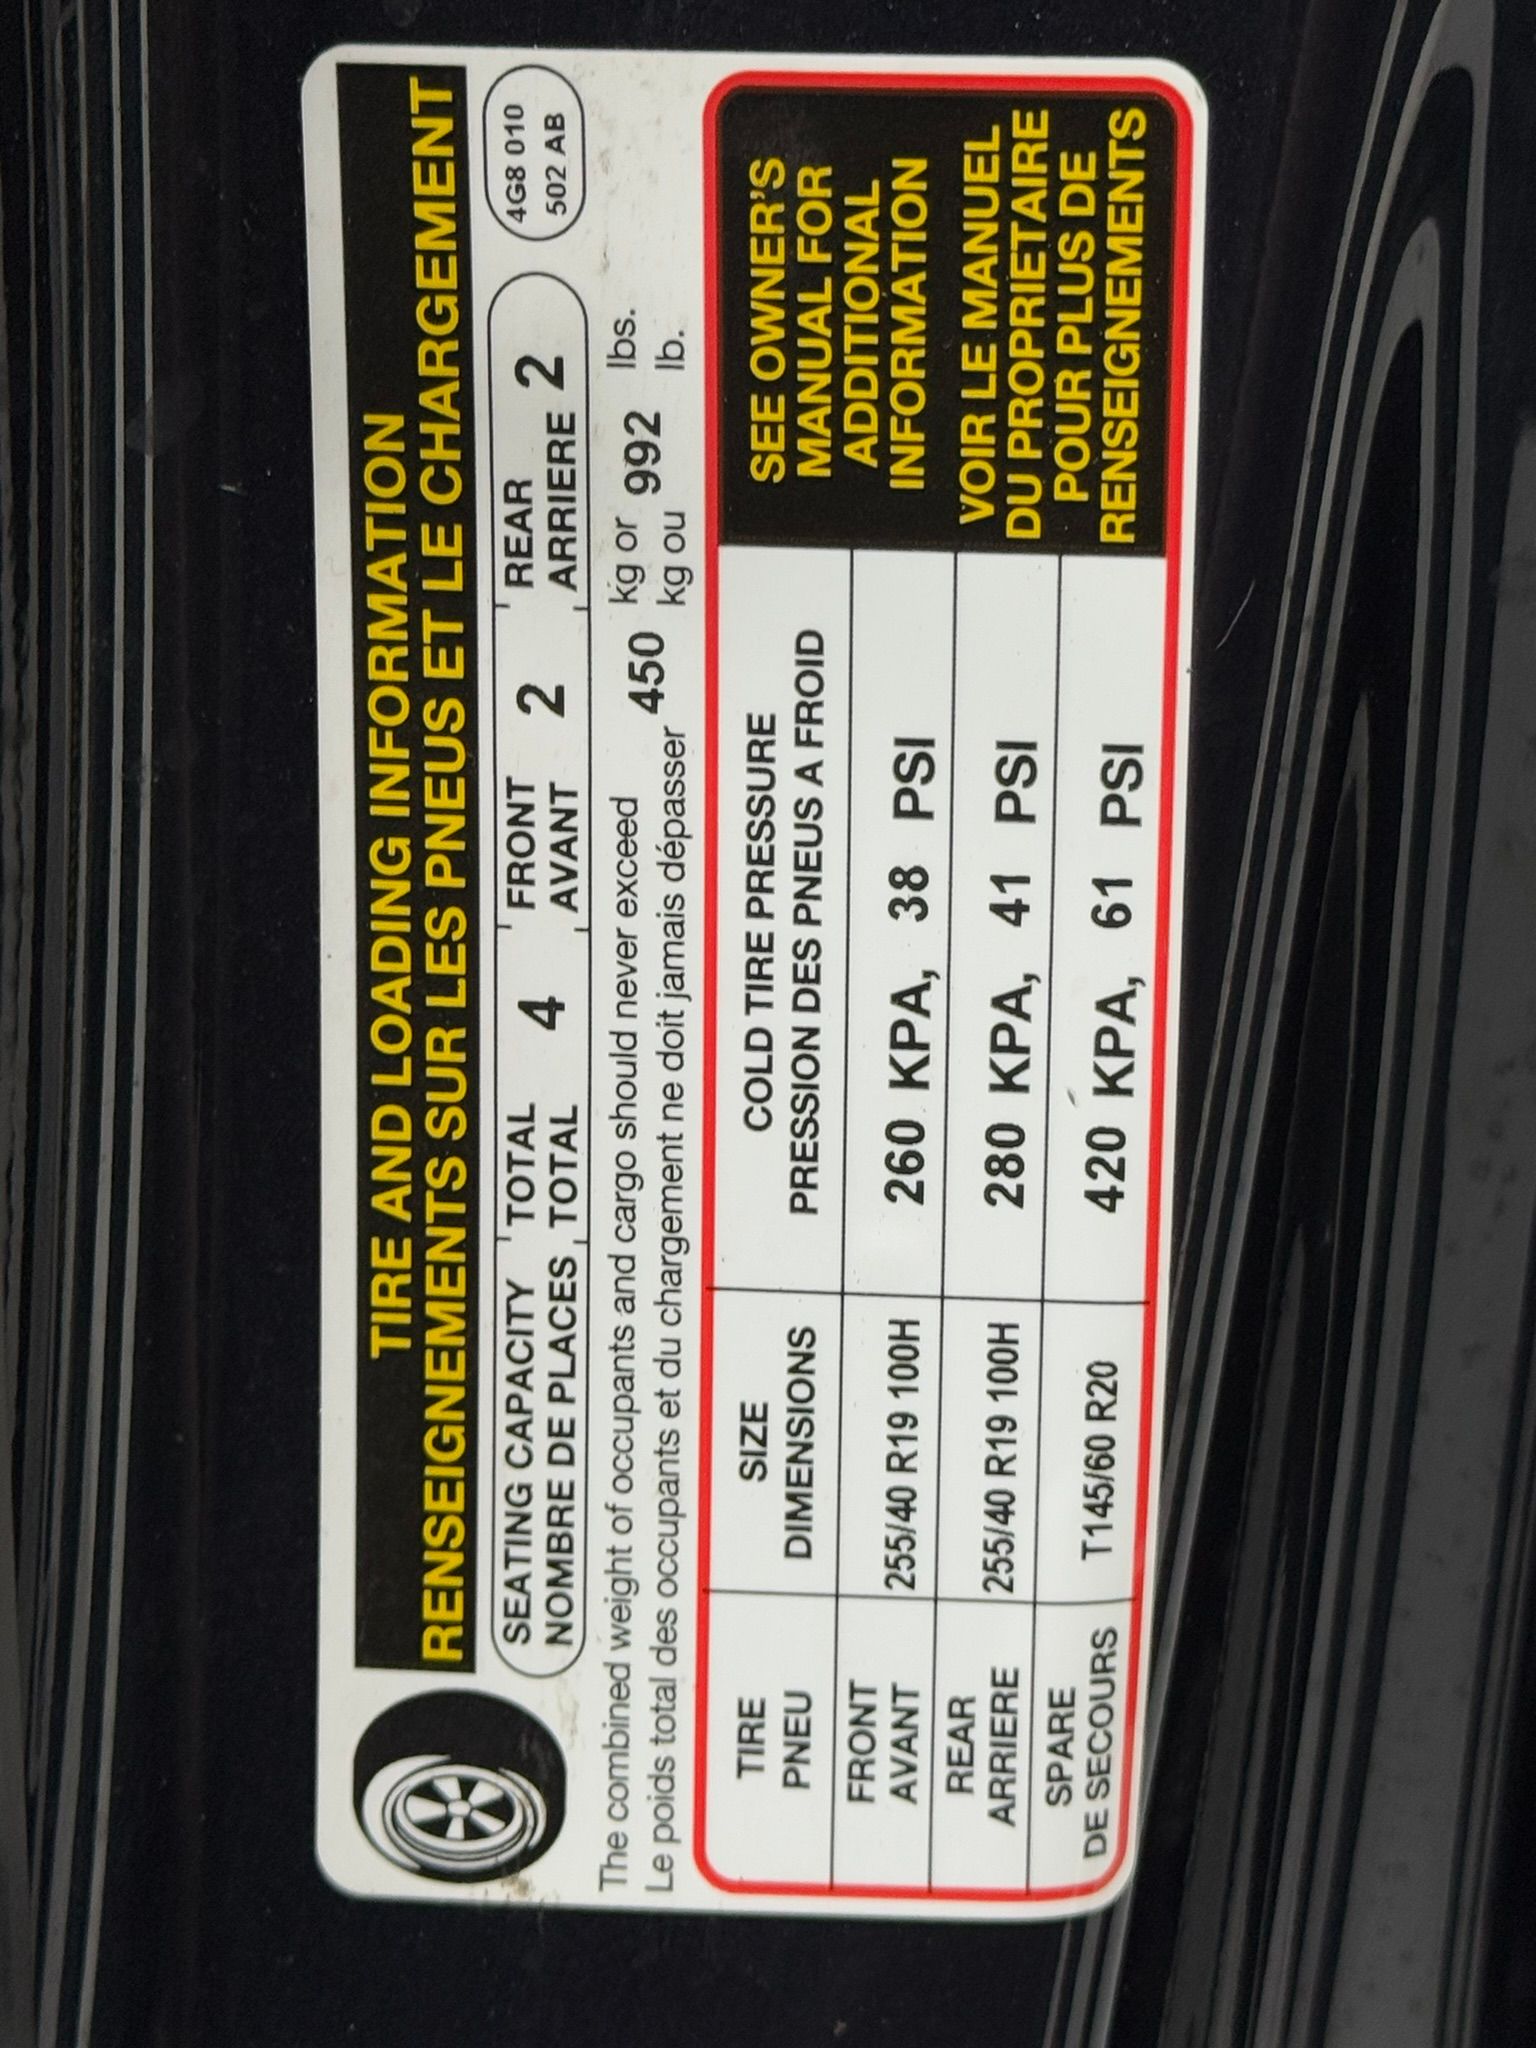 TIRE AND LOADING INFORMATION
RENSEIGNEMENTS SUR LES PNEUS ET LE CHARGEMENT
SEATING CAPACITY TOTAL 4 FRONT 2 REAR 2
NOMBRE DE PLACES TOTAL AVANT ARRIERE
4G8 010
502 AB
The combined weight of occupants and cargo should never exceed 450 kg or 992 lbs.
Le poids total des occupants et du chargement ne doit jamais dépasser kg ou lb.
TIRE SIZE COLD TIRE PRESSURE
PNEU DIMENSIONS PRESSION DES PNEUS A FROID
FRONT
AVANT 255/40 R19 100H 260 KPA, 38 PSI
REAR
ARRIERE 255/40 R19 100H 280 KPA, 41 PSI
SPARE
DE SECOURS T145/60 R20 420 KPA, 61 PSI
SEE OWNER'S
MANUAL FOR
ADDITIONAL
INFORMATION
VOIR LE MANUEL
DU PROPRIETAIRE
POUR PLUS DE
RENSEIGNEMENTS